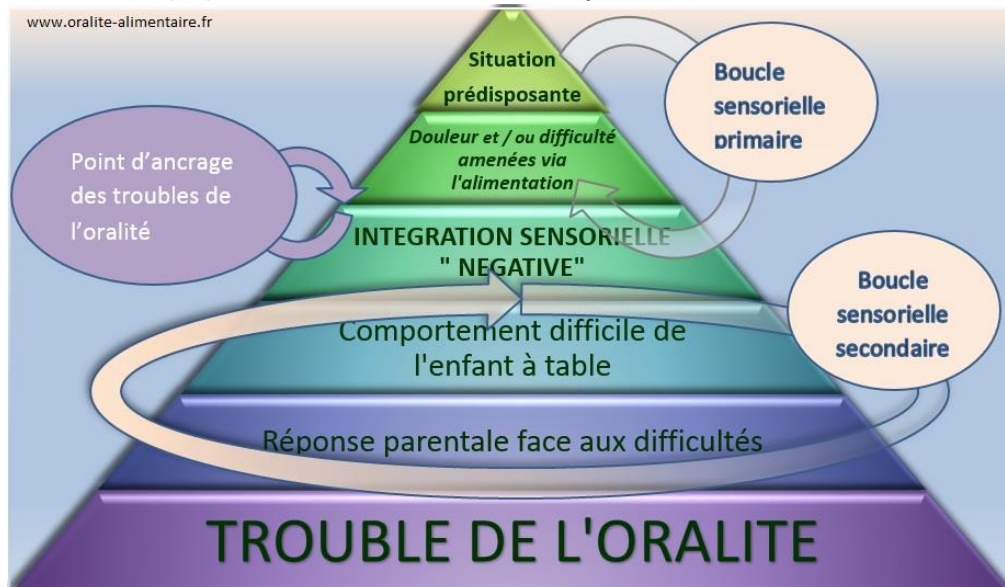 www.oralite-alimentaire.fr
Situation
prédisposante
Boucle
sensorielle
primaire
Douleur et / ou difficulté
amenées via
l'alimentation
Point d’ancrage
des troubles de
l’oralité
INTEGRATION SENSORIELLE
" NEGATIVE"
Boucle
sensorielle
secondaire
Comportement difficile de
l'enfant à table
Réponse parentale face aux difficultés
TROUBLE DE L'ORALITE